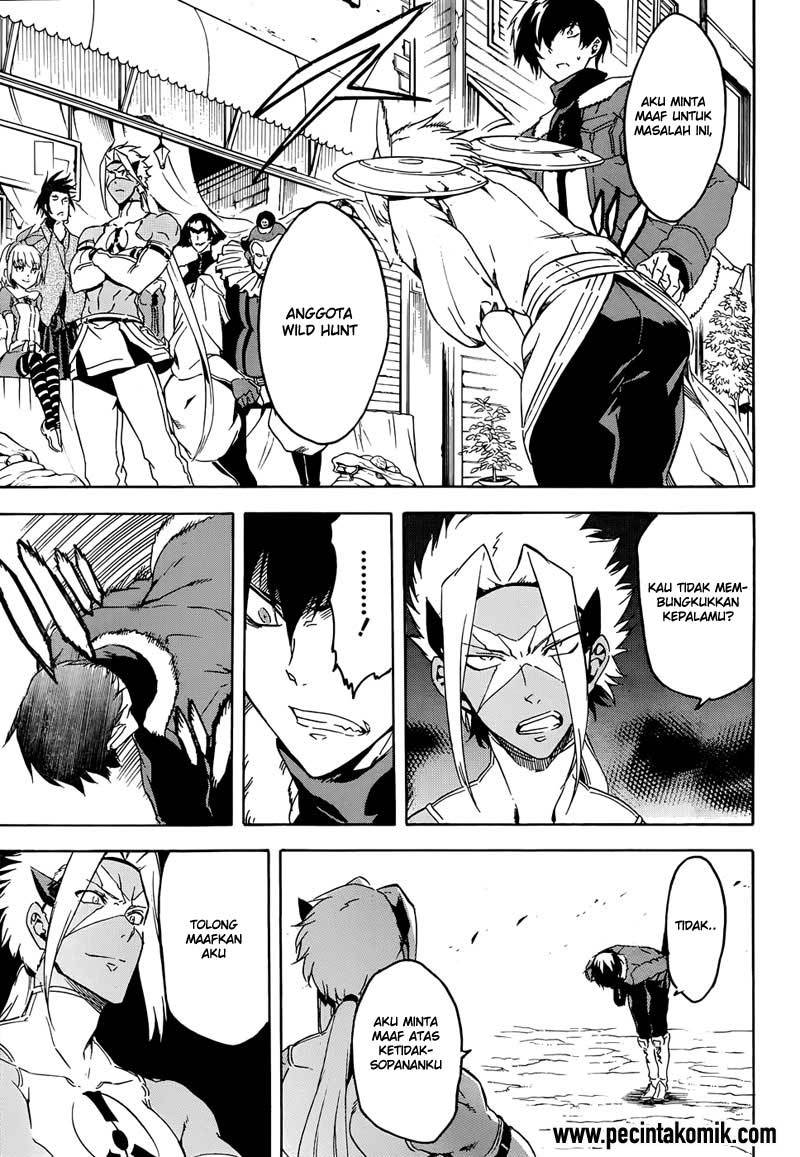 AKU MINTA
MAAF UNTUK
MASALAH INI,
ANGGOTA
WILD HUNT
KAU TIDAK MEM-
BUNGKUKKAN
KEPALAMU?
........!
TIDAK..
AKU MINTA
MAAF ATAS
KETIDAK-
SOPANANKU
TOLONG
MAAFKAN
AKU
www.pecintakomik.com